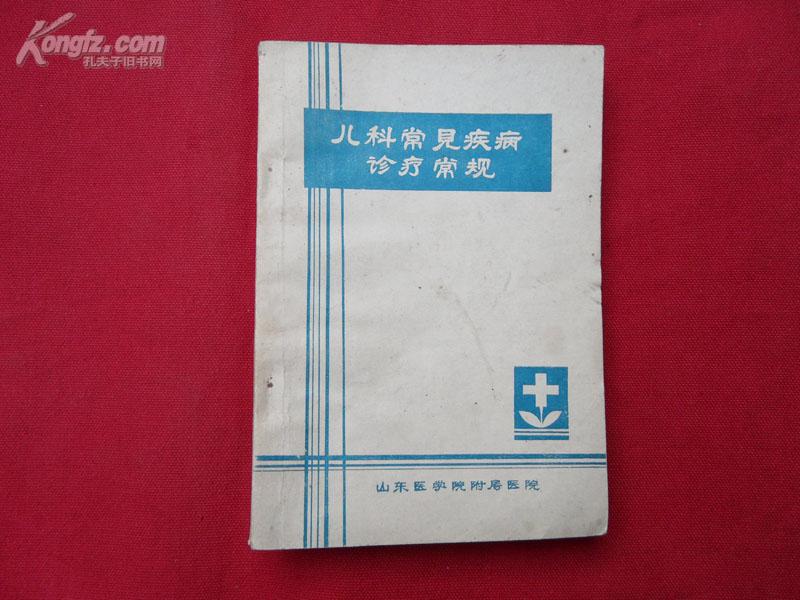 Kongfz.com
孔夫子旧书网
儿科常见疾病
诊疗常规
山东医学院附属医院